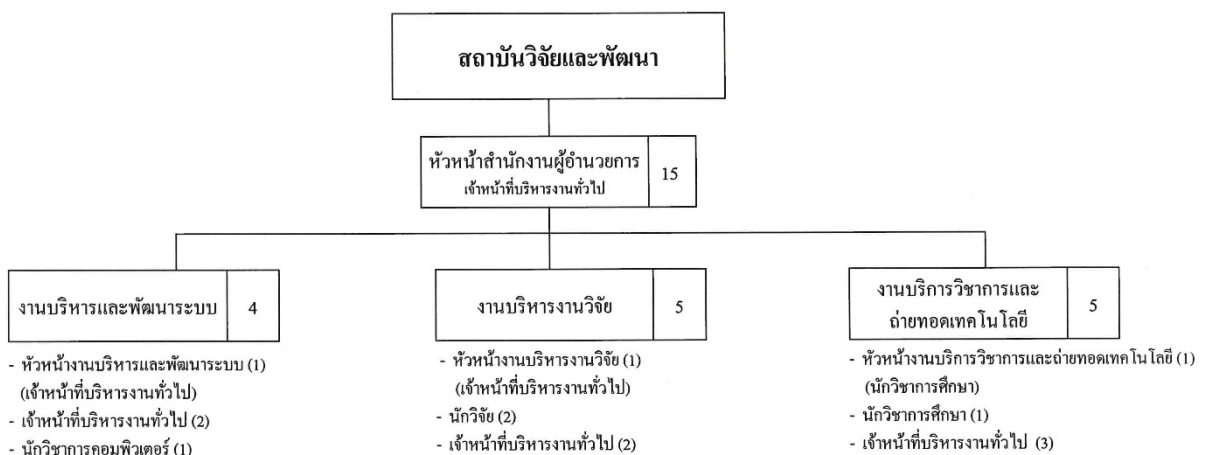 สถาบันวิจัยและพัฒนา
หัวหน้าสำนักงานผู้อำนวยการ
เจ้าหน้าที่บริหารงานทั่วไป
15
งานบริหารและพัฒนาระบบ
4
- หัวหน้างานบริหารและพัฒนาระบบ (1)
(เจ้าหน้าที่บริหารงานทั่วไป)
- เจ้าหน้าที่บริหารงานทั่วไป (2)
- นักวิชาการคอมพิวเตอร์ (1)
งานบริหารงานวิจัย
5
- หัวหน้างานบริหารงานวิจัย (1)
(เจ้าหน้าที่บริหารงานทั่วไป)
- นักวิจัย (2)
- เจ้าหน้าที่บริหารงานทั่วไป (2)
งานบริการวิชาการและ
ถ่ายทอดเทคโนโลยี
5
- หัวหน้างานบริการวิชาการและถ่ายทอดเทคโนโลยี (1)
(นักวิชาการศึกษา)
- นักวิชาการศึกษา (1)
- เจ้าหน้าที่บริหารงานทั่วไป (3)